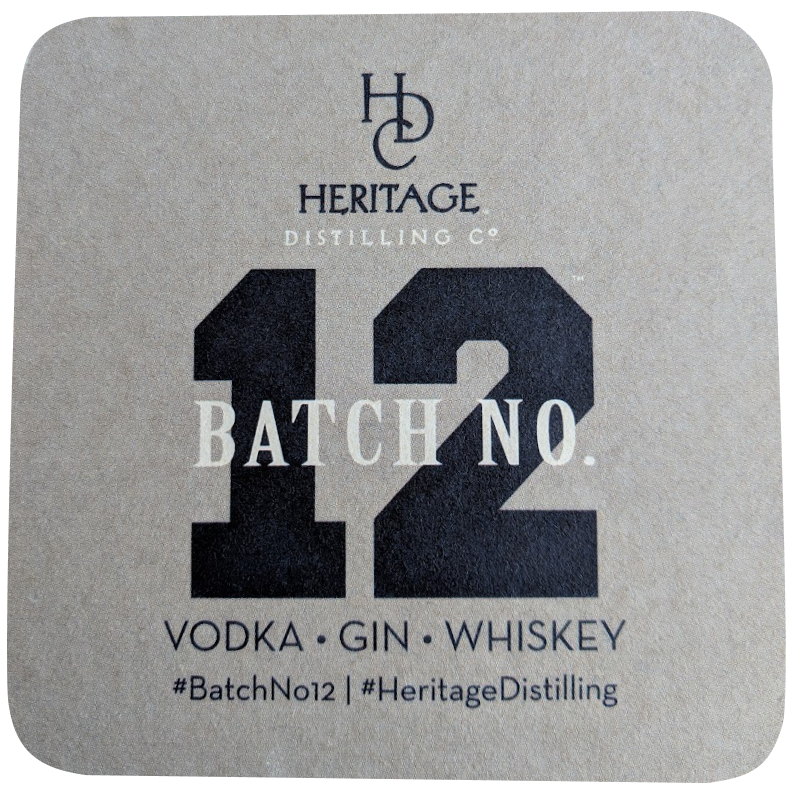 HDC
HERITAGE
DISTILLING Cº
12
BATCH NO.
VODKA • GIN • WHISKEY
#BatchNo12 | #HeritageDistilling